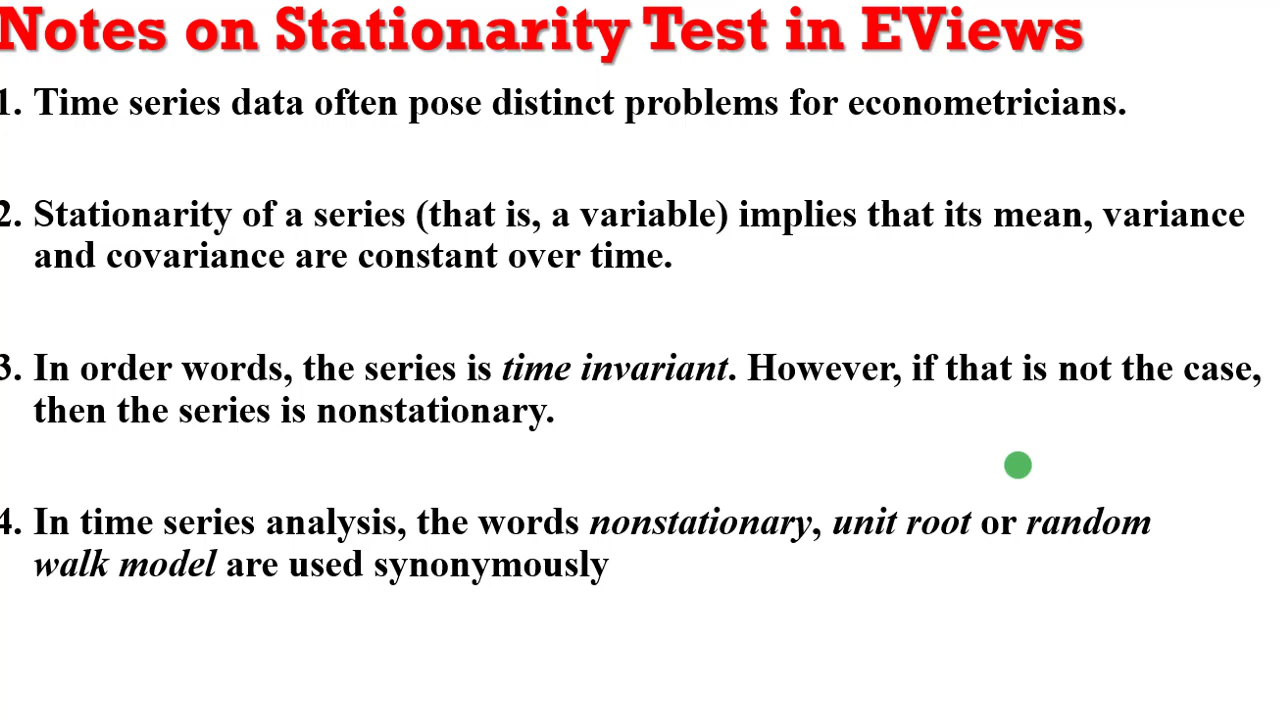 Notes on Stationarity Test in EViews
1. Time series data often pose distinct problems for econometricians.
2. Stationarity of a series (that is, a variable) implies that its mean, variance
and covariance are constant over time.
3. In order words, the series is time invariant. However, if that is not the case,
then the series is nonstationary.
4. In time series analysis, the words nonstationary, unit root or random
walk model are used synonymously